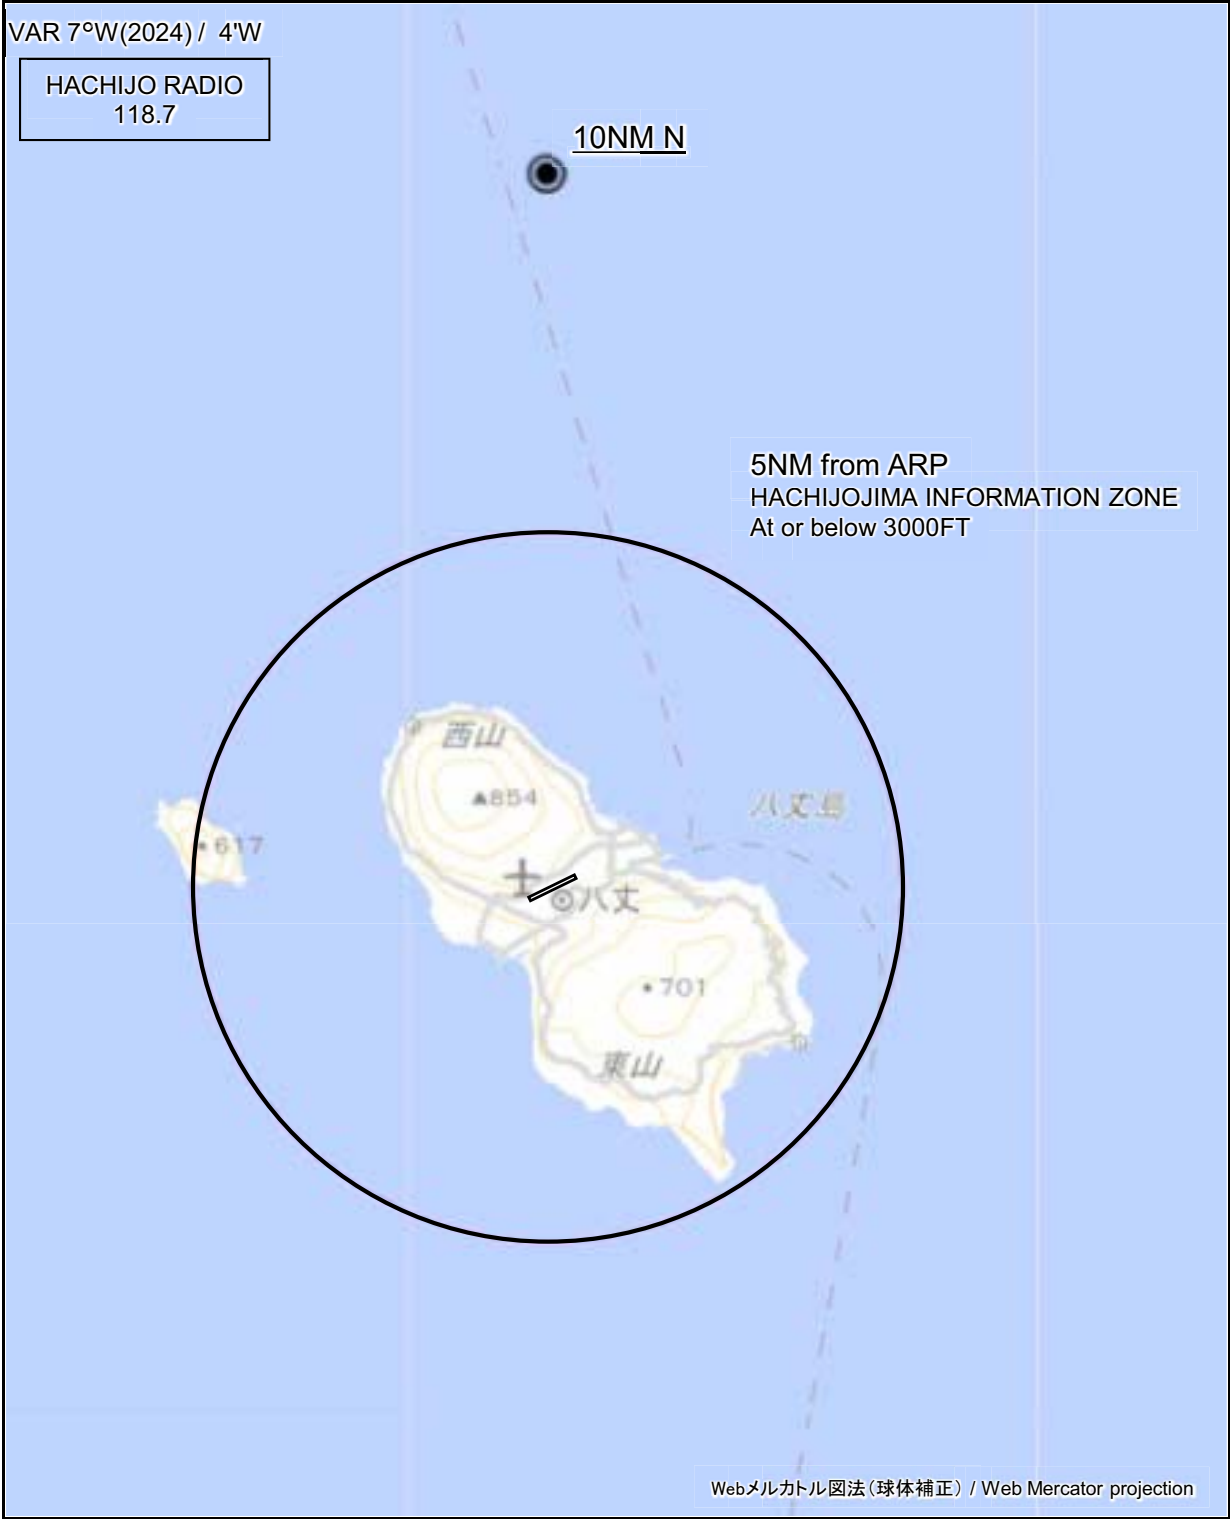 VAR 7°W(2024) / 4'W
HACHIJO RADIO
118.7
10NM N
5NM from ARP
HACHIJOJIMA INFORMATION ZONE
At or below 3000FT
西山
▲854
八丈島
617
八丈
701
東山
Webメルカトル図法(球体補正) / Web Mercator projection